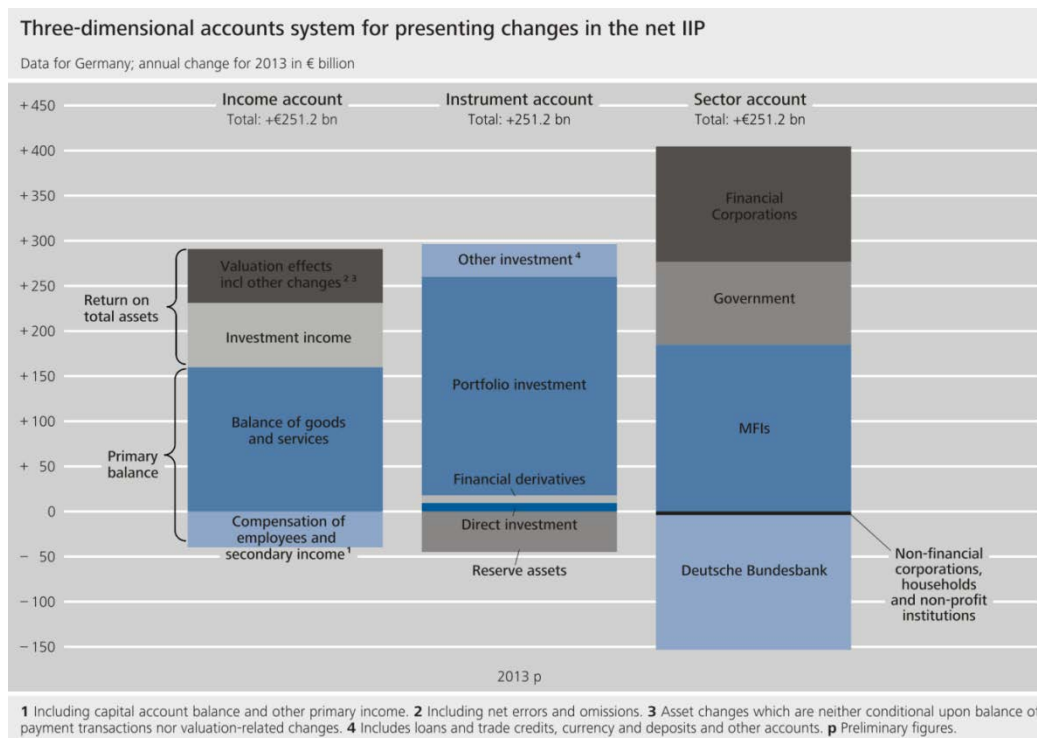 Three-dimensional accounts system for presenting changes in the net IIP
Data for Germany; annual change for 2013 in € billion
Income account
Total: +€251.2 bn
Instrument account
Total: +251.2 bn
Sector account
Total: +€251.2 bn
+ 450
+ 400
+ 350
+ 300
+ 250
+ 200
+ 150
+ 100
+ 50
0
− 50
− 100
− 150
Return on
total assets
Primary
balance
Valuation effects
incl other changes 2 3
Investment income
Balance of goods
and services
Compensation of
employees and
secondary income 1
Other investment 4
Portfolio investment
Financial derivatives
Direct investment
Reserve assets
Financial
Corporations
Government
MFIs
Deutsche Bundesbank
Non-financial
corporations,
households
and non-profit
institutions
2013 p
1 Including capital account balance and other primary income. 2 Including net errors and omissions. 3 Asset changes which are neither conditional upon balance of
payment transactions nor valuation-related changes. 4 Includes loans and trade credits, currency and deposits and other accounts. p Preliminary figures.